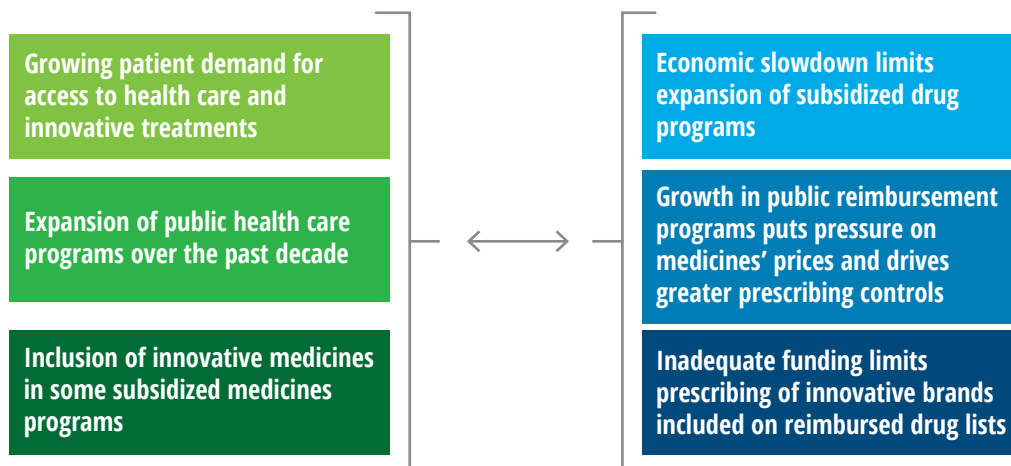 Growing patient demand for
access to health care and
innovative treatments
Expansion of public health care
programs over the past decade
Inclusion of innovative medicines
in some subsidized medicines
programs
Economic slowdown limits
expansion of subsidized drug
programs
Growth in public reimbursement
programs puts pressure on
medicines’ prices and drives
greater prescribing controls
Inadequate funding limits
prescribing of innovative brands
included on reimbursed drug lists